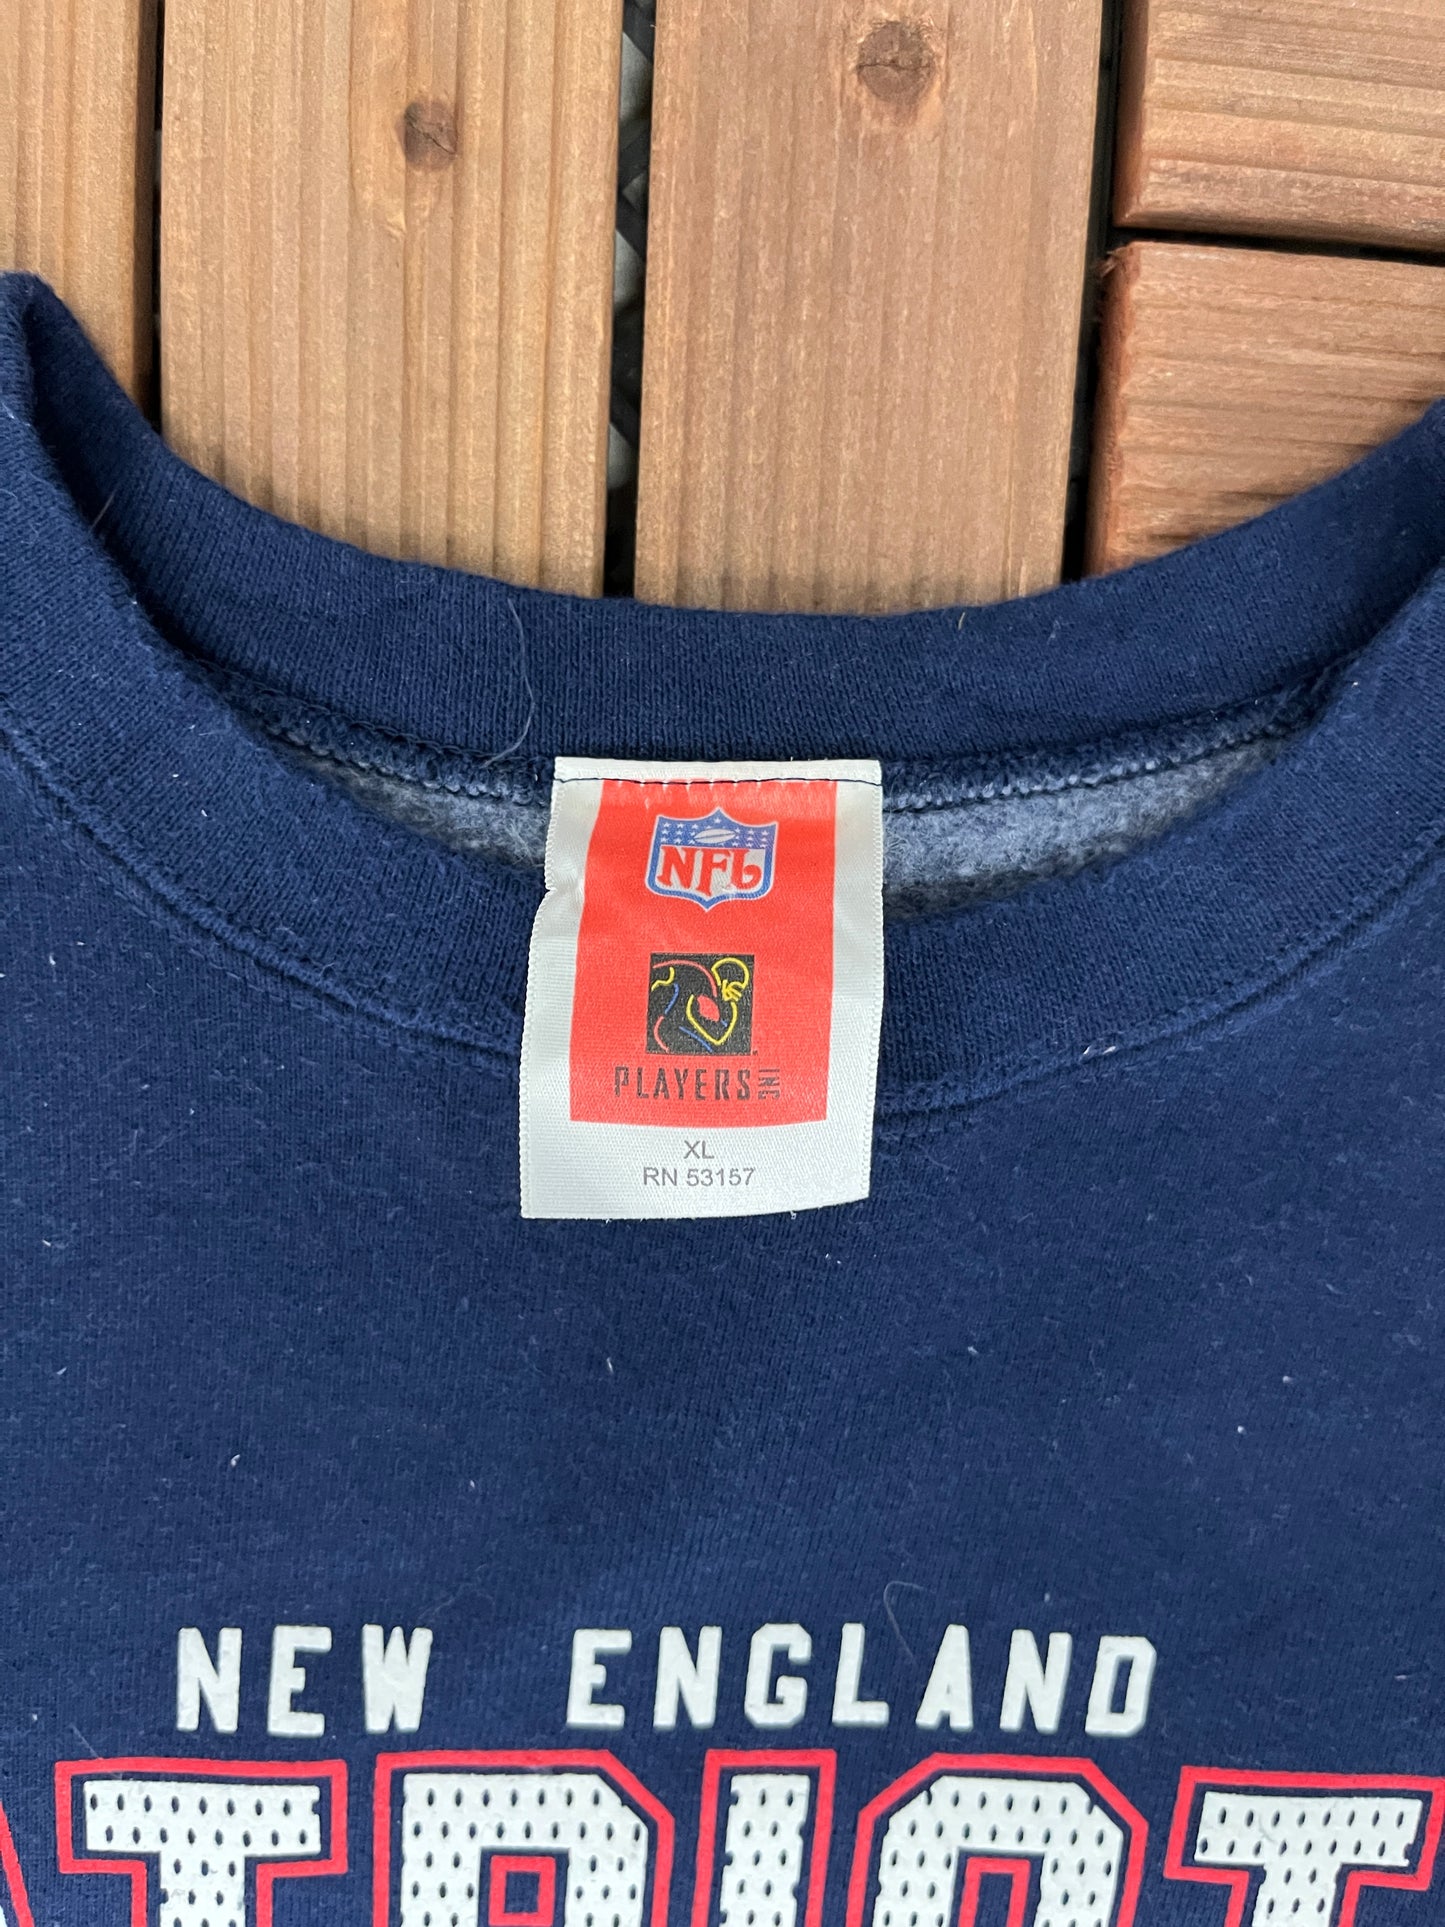 NFL
PLAYERS INC
XL
RN 53157
NEW ENGLAND